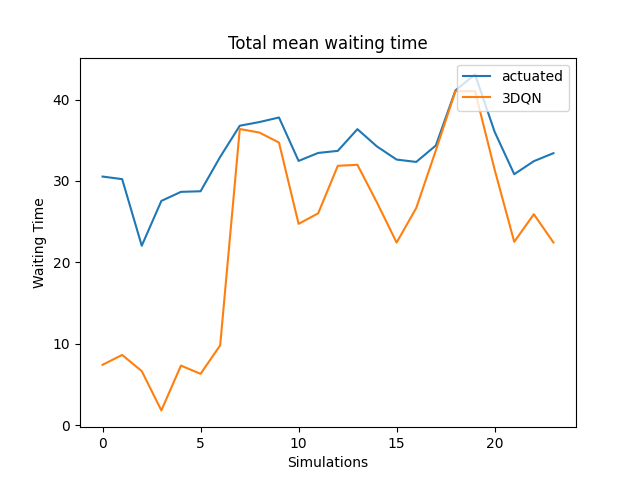 Total mean waiting time
actuated
3DQN
Waiting Time
40
30
20
10
0
0 5 10 15 20
Simulations